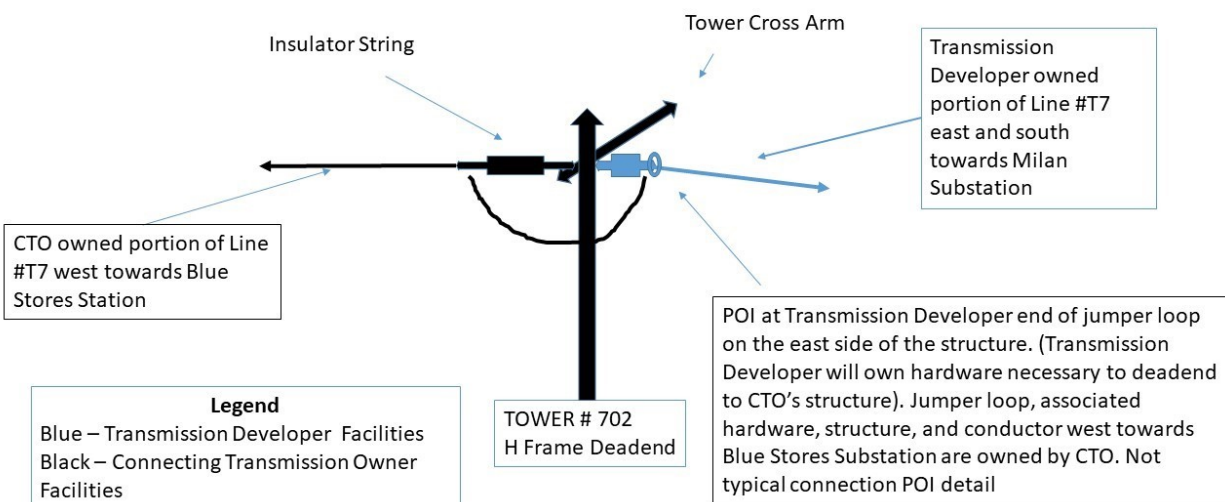 Insulator String
Tower Cross Arm
Transmission
Developer owned
portion of Line #T7
east and south
towards Milan
Substation
CTO owned portion of Line
#T7 west towards Blue
Stores Station
POI at Transmission Developer end of jumper loop
on the east side of the structure. (Transmission
Developer will own hardware necessary to deadend
to CTO’s structure). Jumper loop, associated
hardware, structure, and conductor west towards
Blue Stores Substation are owned by CTO. Not
typical connection POI detail
TOWER # 702
H Frame Deadend
Legend
Blue – Transmission Developer Facilities
Black – Connecting Transmission Owner
Facilities